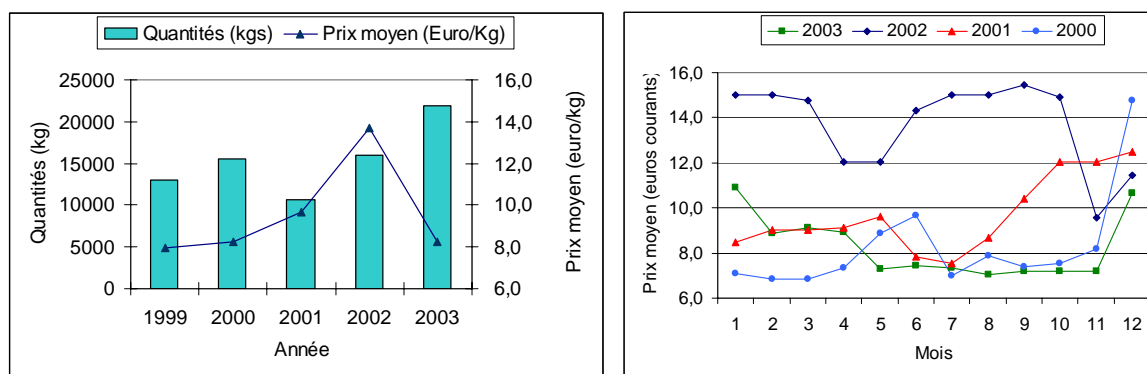 Quantités (kgs) Prix moyen (Euro/Kg)
25000
20000
15000
10000
5000
0
Quantités (kg)
16,0
14,0
12,0
10,0
8,0
6,0
Prix moyen (euro/kg)
1999 2000 2001 2002 2003
Année
2003 2002 2001 2000
16,0
14,0
12,0
10,0
8,0
6,0
Prix moyen (euros courants)
1 2 3 4 5 6 7 8 9 10 11 12
Mois